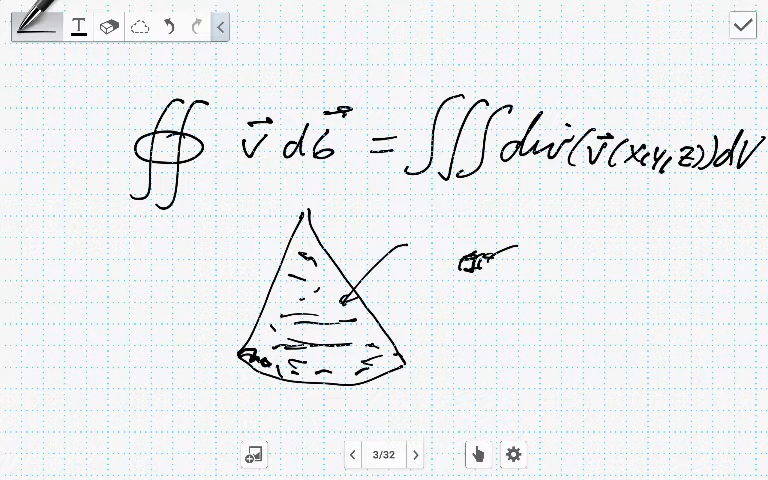 T
∯ v⃗ dσ⃗ = ∭ div(v⃗(x,y,z))dV
3/32